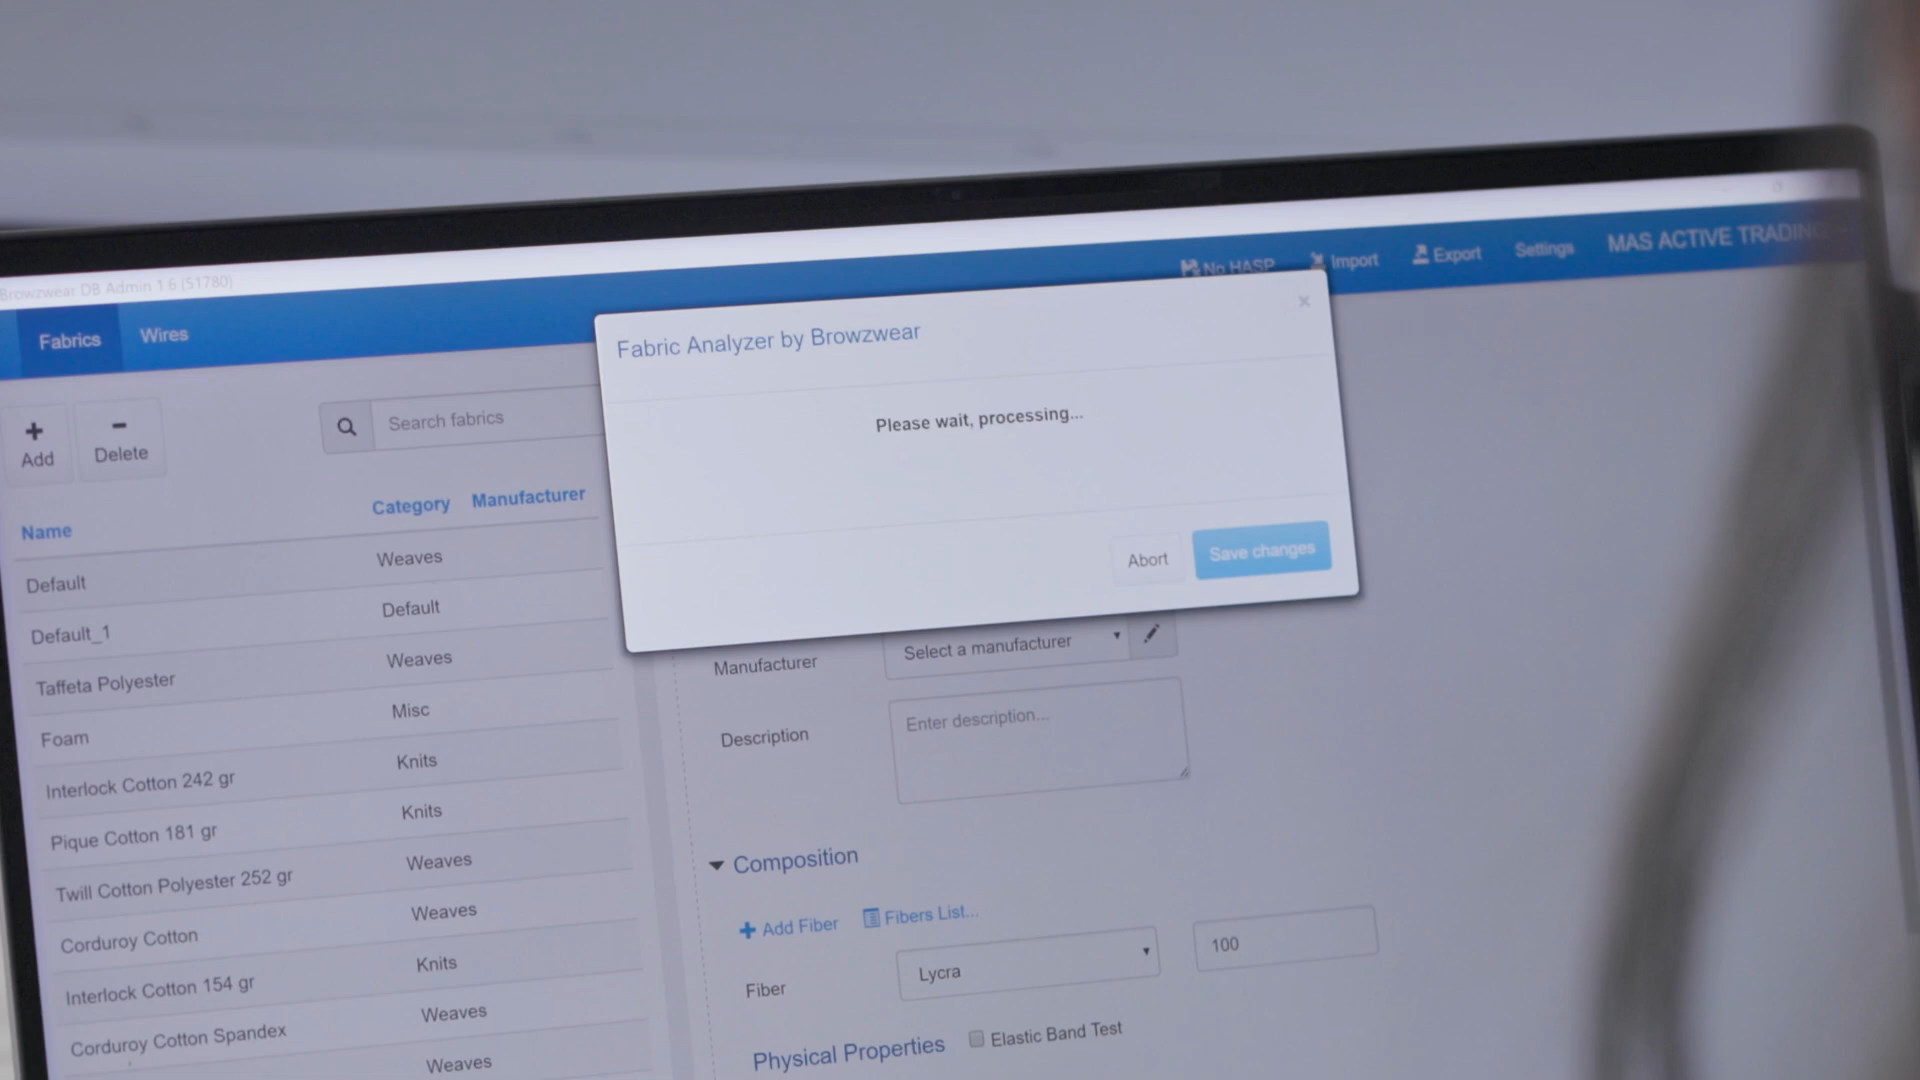 Browzwear DB Admin 1.6 (51780)
No HASP Import Export Settings MAS ACTIVE TRADING
Fabrics Wires
Fabric Analyzer by Browzwear ×
Please wait, processing...
Abort Save changes
Add Delete
Search fabrics
Name Category Manufacturer
Default Weaves
Default_1 Default
Taffeta Polyester Weaves
Foam Misc
Interlock Cotton 242 gr Knits
Pique Cotton 181 gr Knits
Twill Cotton Polyester 252 gr Weaves
Corduroy Cotton Weaves
Interlock Cotton 154 gr Knits
Corduroy Cotton Spandex Weaves
Weaves
Manufacturer Select a manufacturer
Description Enter description...
Composition
Add Fiber Fibers List...
Fiber Lycra 100
Physical Properties Elastic Band Test